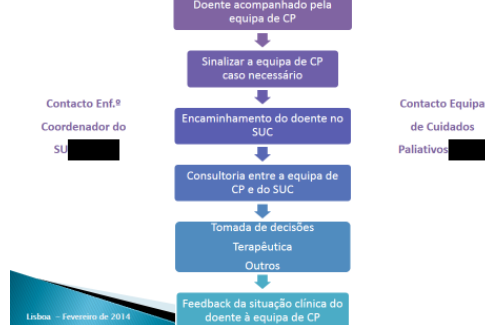 Doente acompanhado pela
equipa de CP
Sinalizar a equipa de CP
caso necessário
Contacto Enf.º
Coordenador do
SU
Contacto Equipa
de Cuidados
Paliativos
Encaminhamento do doente no
SUC
Consultoria entre a equipa de
CP e do SUC
Tomada de decisões
Terapêutica
Outros
Feedback da situação clínica do
doente à equipa de CP
Lisboa – Fevereiro de 2014